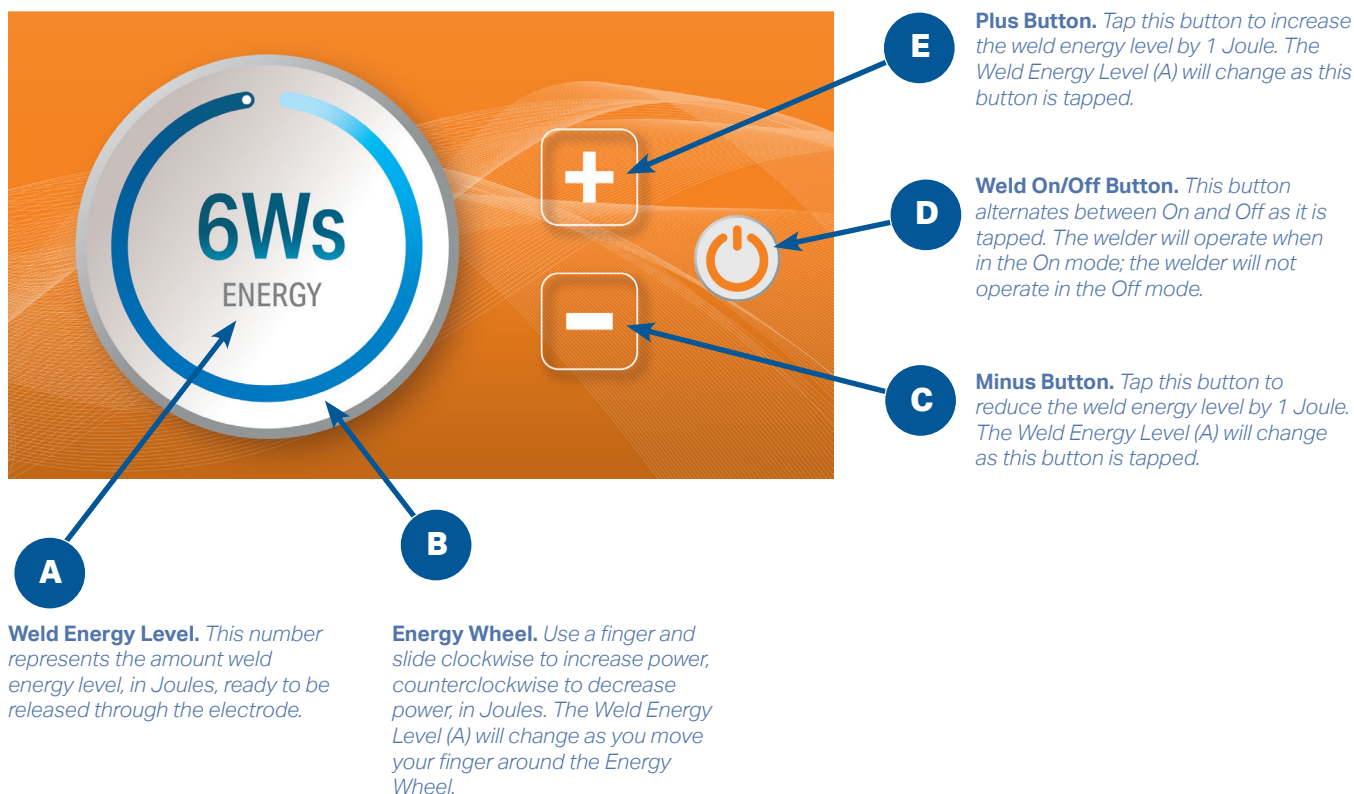 6Ws
ENERGY
E
Plus Button. Tap this button to increase
the weld energy level by 1 Joule. The
Weld Energy Level (A) will change as this
button is tapped.
D
Weld On/Off Button. This button
alternates between On and Off as it is
tapped. The welder will operate when
in the On mode; the welder will not
operate in the Off mode.
C
Minus Button. Tap this button to
reduce the weld energy level by 1 Joule.
The Weld Energy Level (A) will change
as this button is tapped.
A
Weld Energy Level. This number
represents the amount weld
energy level, in Joules, ready to be
released through the electrode.
B
Energy Wheel. Use a finger and
slide clockwise to increase power,
counterclockwise to decrease
power, in Joules. The Weld Energy
Level (A) will change as you move
your finger around the Energy
Wheel.